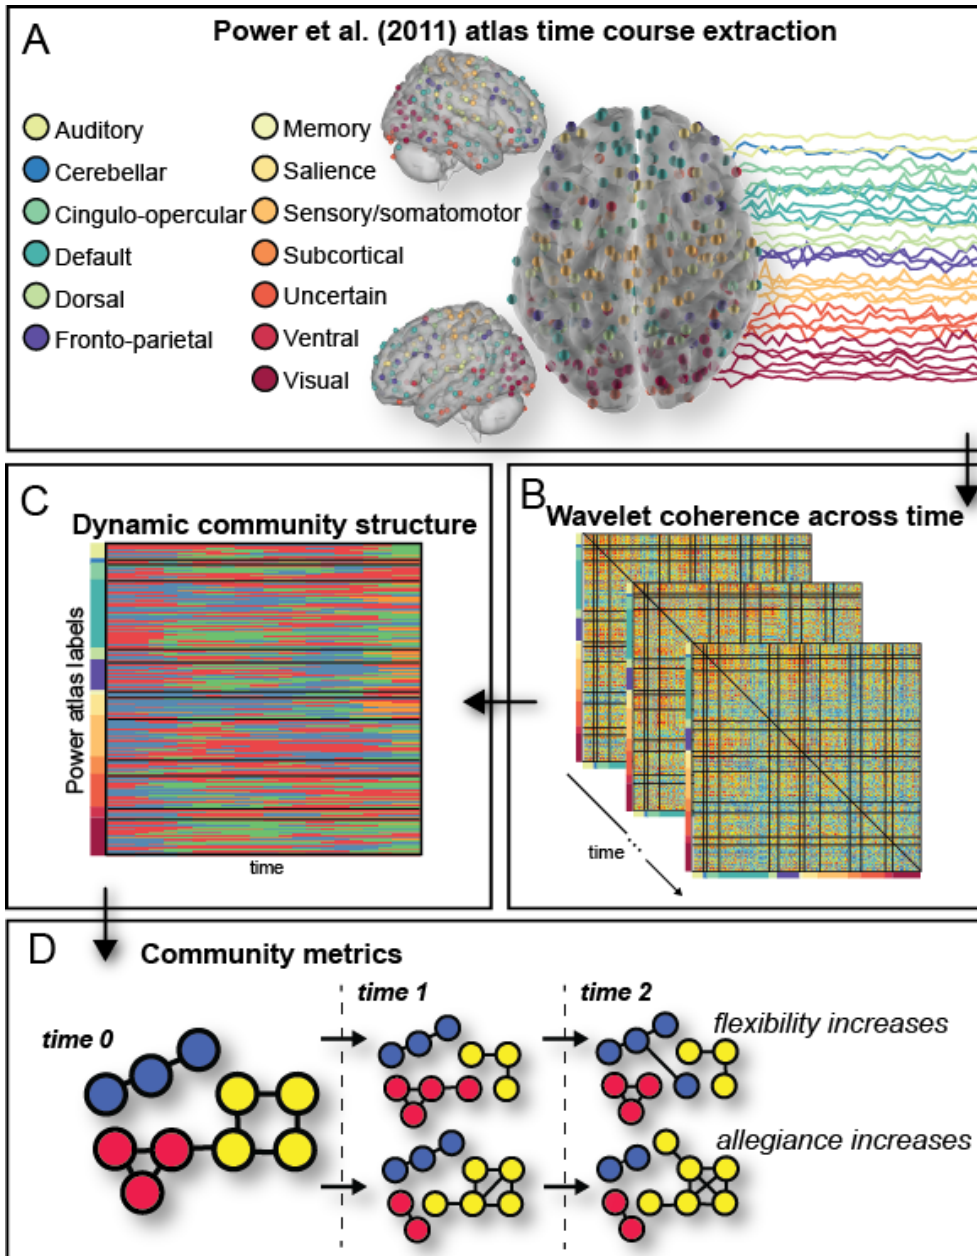 A
Power et al. (2011) atlas time course extraction
Auditory
Cerebellar
Cingulo-opercular
Default
Dorsal
Fronto-parietal
Memory
Salience
Sensory/somatomotor
Subcortical
Uncertain
Ventral
Visual
C
Dynamic community structure
Power atlas labels
time
B
Wavelet coherence across time
time
D
Community metrics
time 0
time 1
time 2
flexibility increases
allegiance increases